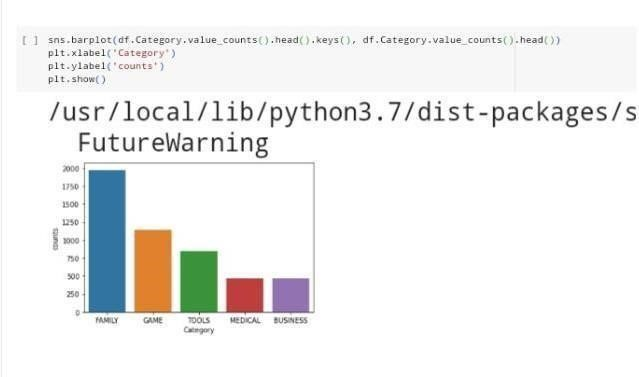 [ ] sns.barplot(df.Category.value_counts().head().keys(), df.Category.value_counts().head())
plt.xlabel('Category')
plt.ylabel('counts')
plt.show()
/usr/local/lib/python3.7/dist-packages/s
FutureWarning
2000
1750
1500
1250
1000
750
500
250
0
counts
FAMILY GAME TOOLS MEDICAL BUSINESS
Category